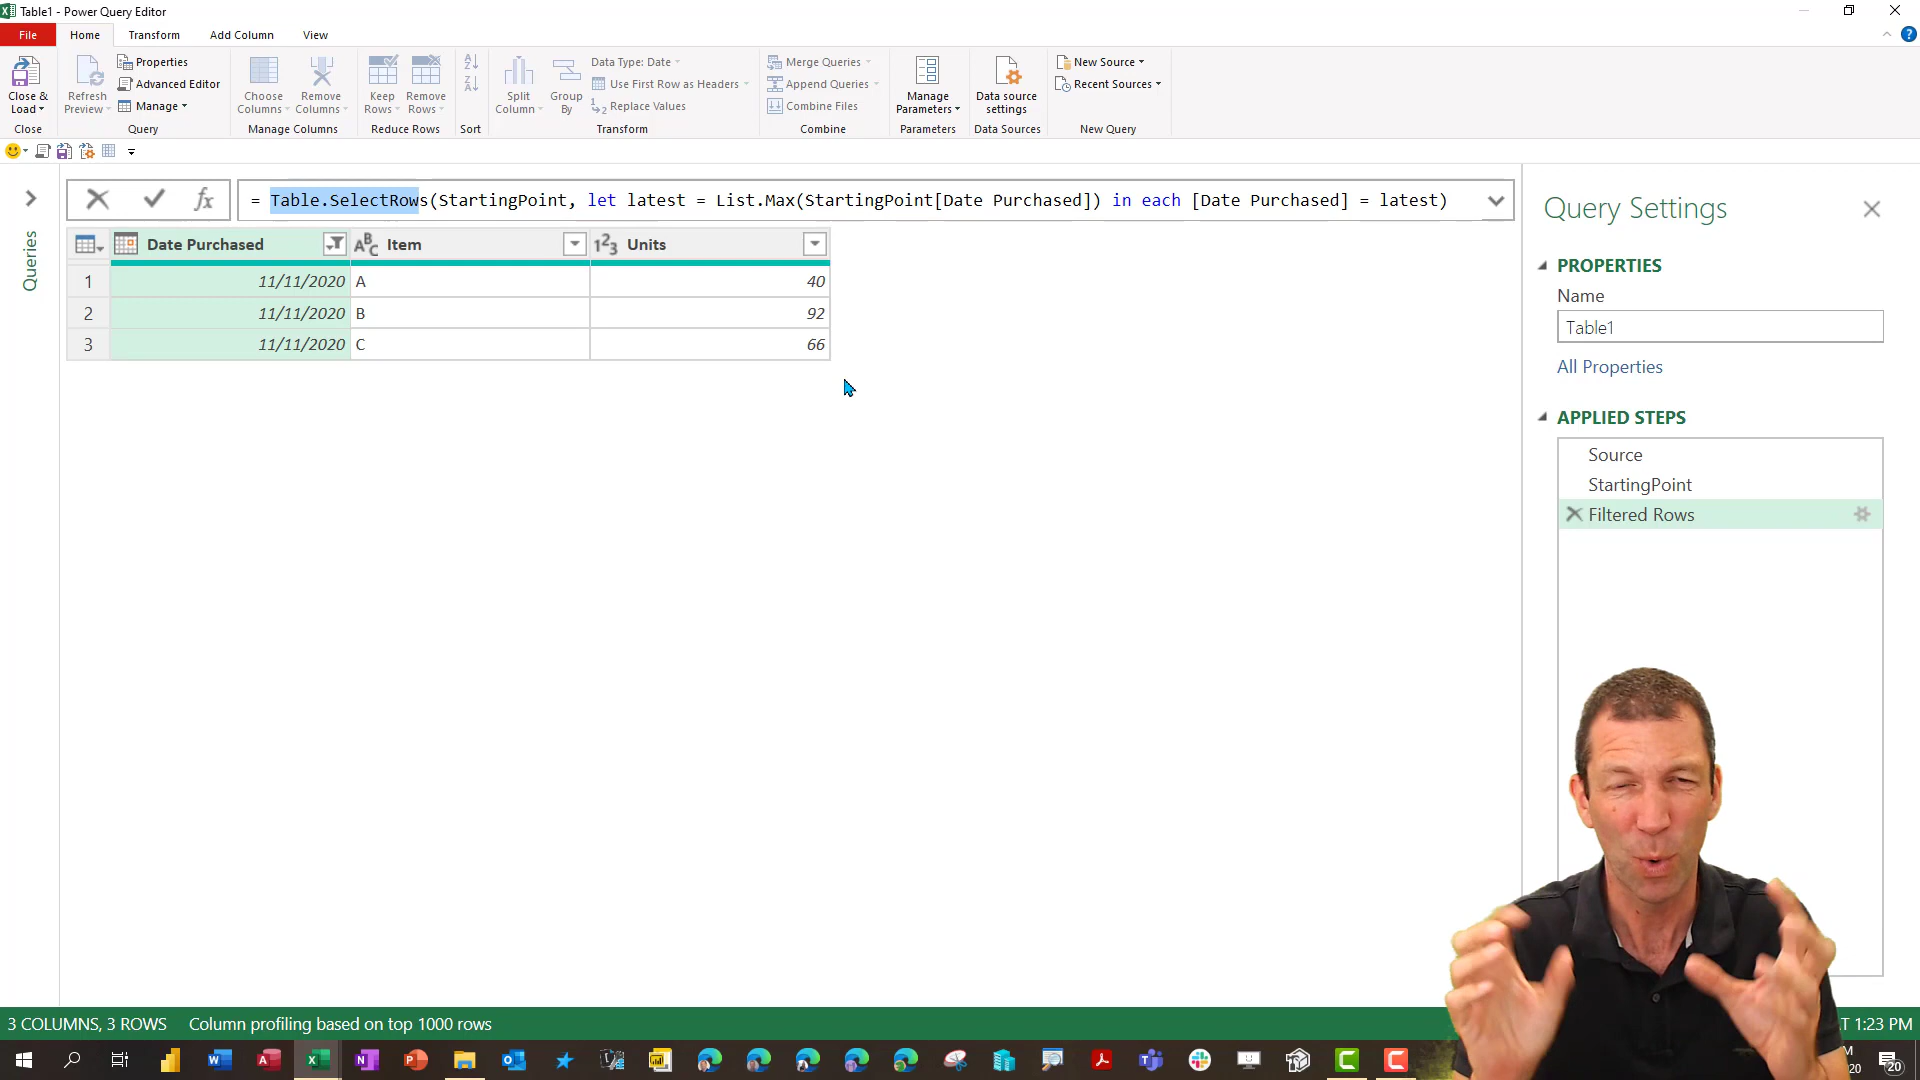 Table1 - Power Query Editor
File Home Transform Add Column View
Close & Load
Close
Refresh Preview
Properties
Advanced Editor
Manage
Query
Choose Columns
Remove Columns
Manage Columns
Keep Rows
Remove Rows
Reduce Rows
Sort
Split Column
Group By
Data Type: Date
Use First Row as Headers
Replace Values
Transform
Merge Queries
Append Queries
Combine Files
Combine
Manage Parameters
Parameters
Data source settings
Data Sources
New Source
Recent Sources
New Query
= Table.SelectRows(StartingPoint, let latest = List.Max(StartingPoint[Date Purchased]) in each [Date Purchased] = latest)
Queries
Date Purchased Item Units
1 11/11/2020 A 40
2 11/11/2020 B 92
3 11/11/2020 C 66
Query Settings
PROPERTIES
Name
Table1
All Properties
APPLIED STEPS
Source
StartingPoint
Filtered Rows
3 COLUMNS, 3 ROWS Column profiling based on top 1000 rows
T 1:23 PM
M
20
20